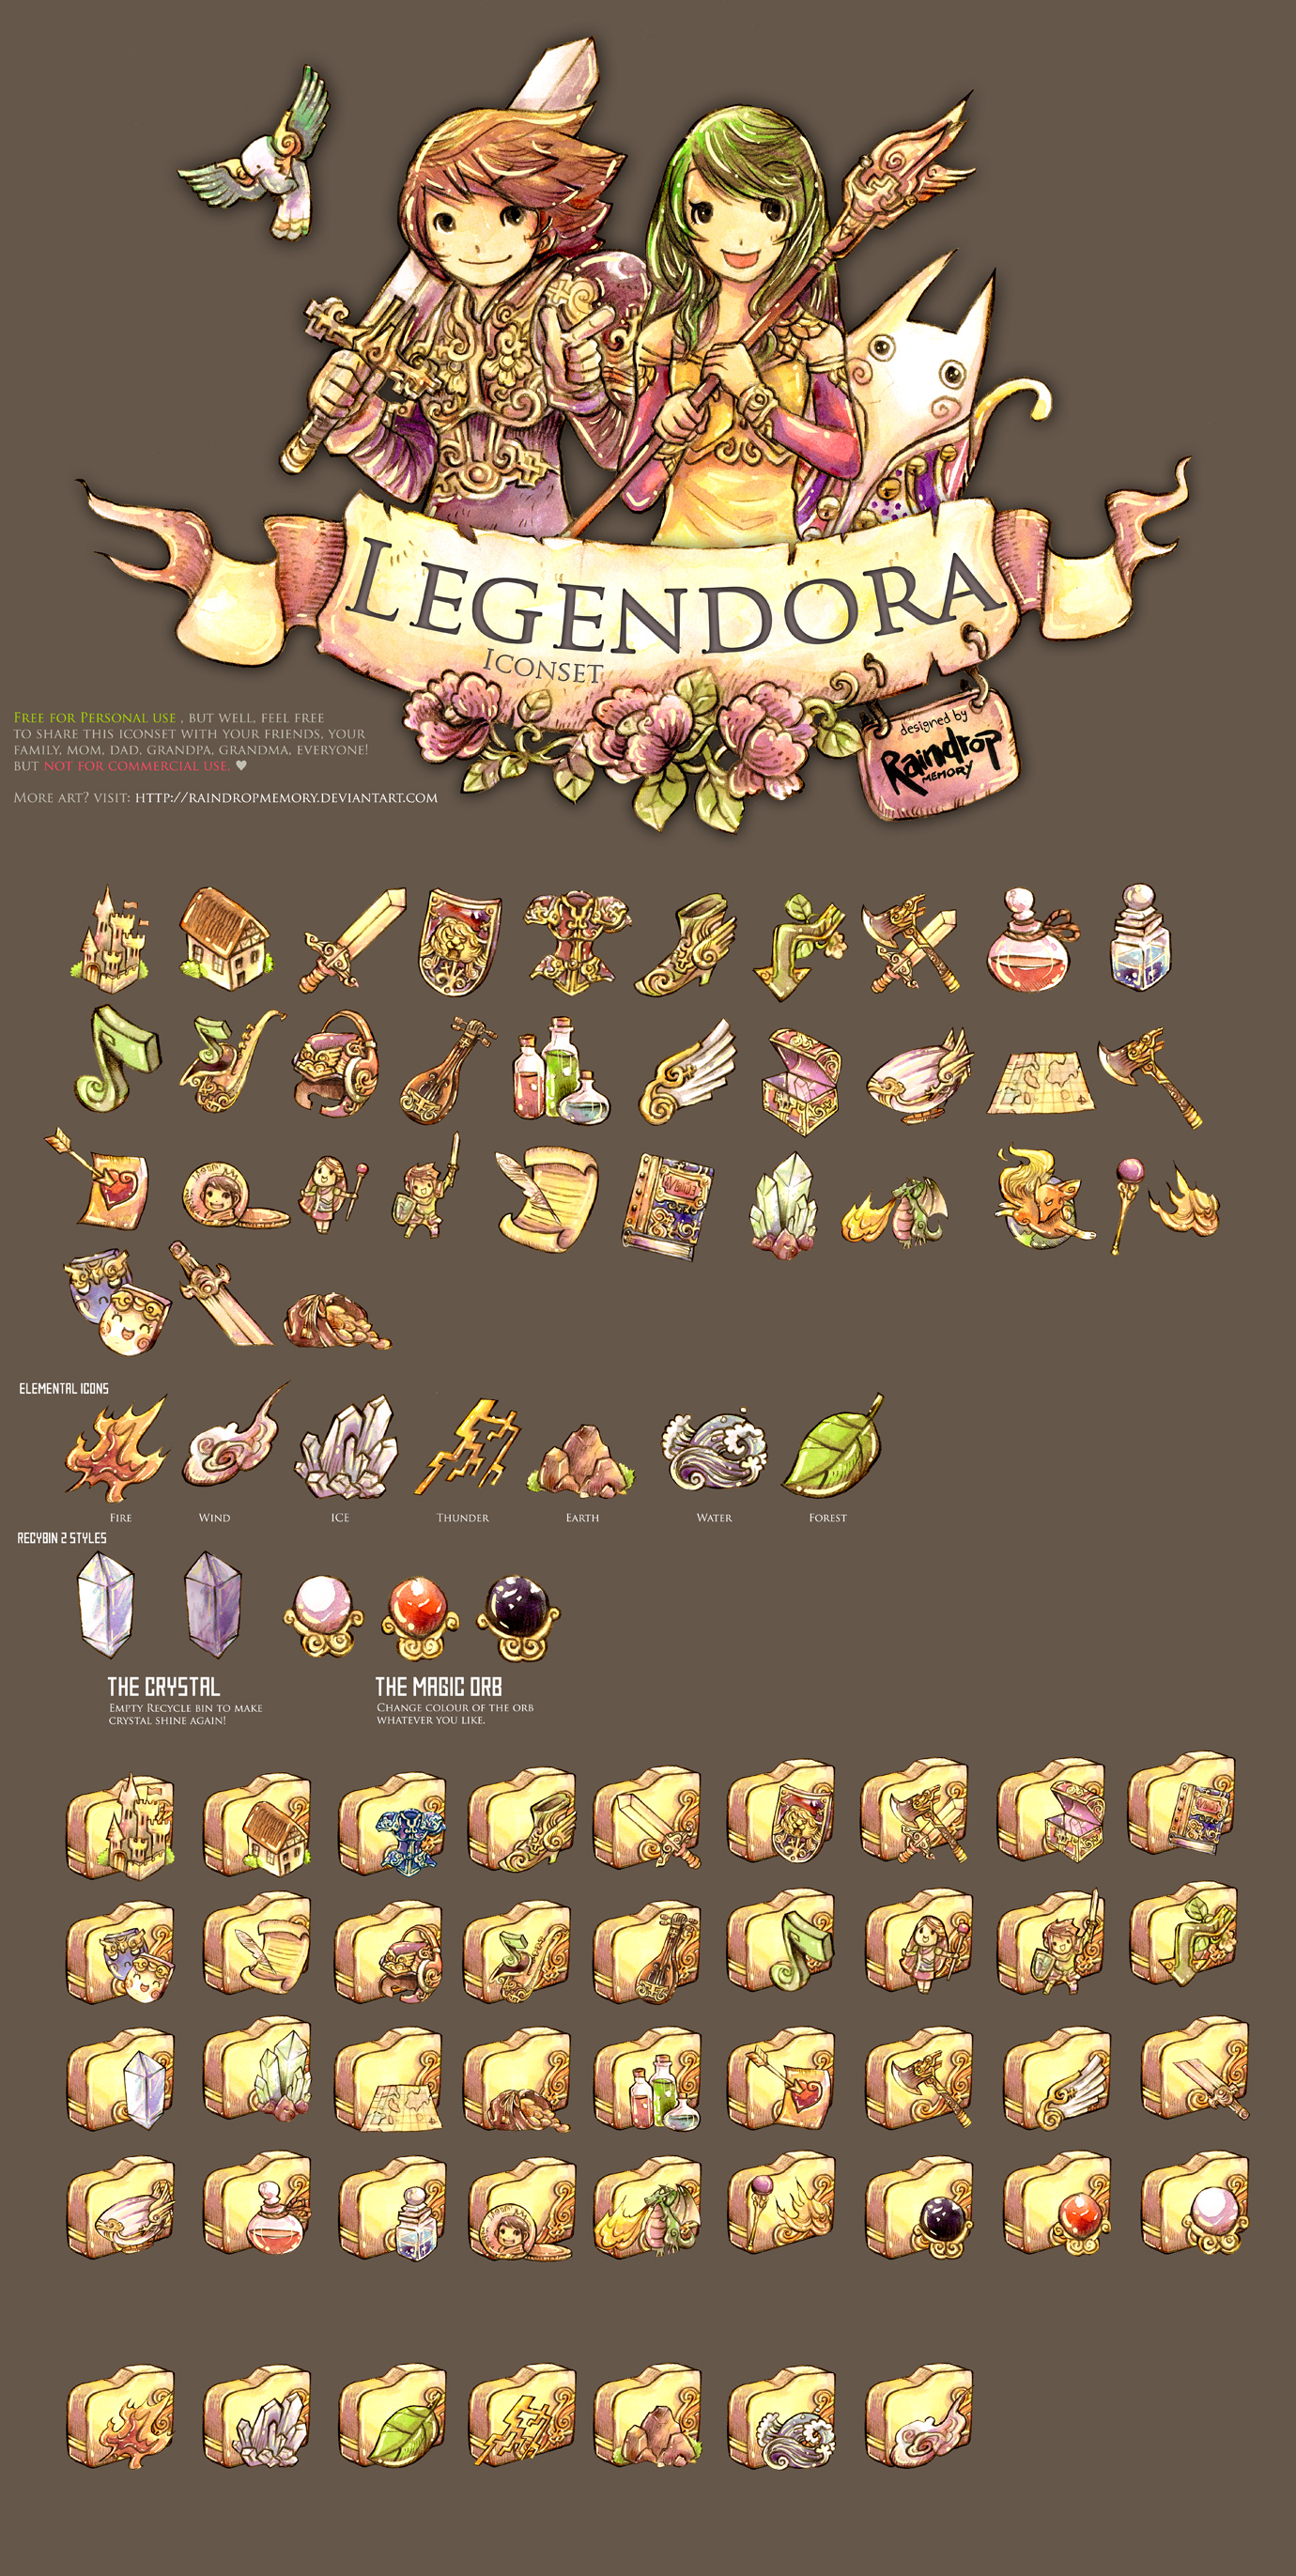 LEGENDORA
ICONSET
designed by
Raindrop
MEMORY
FREE FOR PERSONAL USE , BUT WELL, FEEL FREE
TO SHARE THIS ICONSET WITH YOUR FRIENDS, YOUR
FAMILY, MOM, DAD, GRANDPA, GRANDMA, EVERYONE!
BUT NOT FOR COMMERCIAL USE. ♥
MORE ART? VISIT: HTTP://RAINDROPMEMORY.DEVIANTART.COM
ELEMENTAL ICONS
FIRE
WIND
ICE
THUNDER
EARTH
WATER
FOREST
RECYBIN 2 STYLES
THE CRYSTAL
EMPTY RECYCLE BIN TO MAKE
CRYSTAL SHINE AGAIN!
THE MAGIC ORB
CHANGE COLOUR OF THE ORB
WHATEVER YOU LIKE.